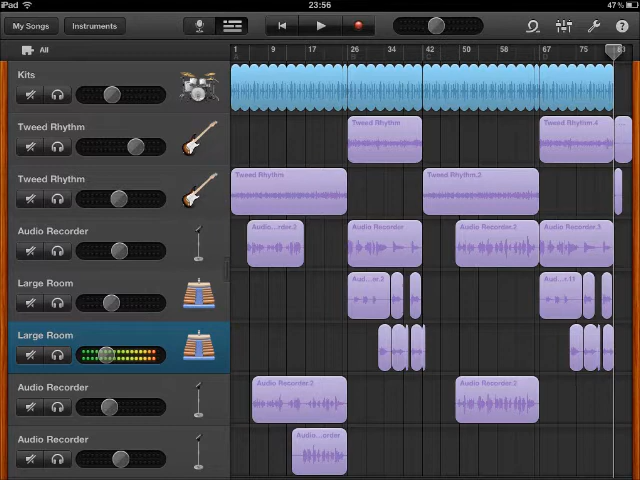 iPad 23:56 47 %
My Songs Instruments ?
All 1 9 17 26 34 42 50 58 67 75 83
Kits
Tweed Rhythm Tweed Rhythm Tweed Rhythm.4
Tweed Rhythm Tweed Rhythm Tweed Rhythm.2
Audio Recorder Audio...rder.3 Audio Recorder Audio Recorder.2 Audio Recorder.3
Large Room Aud...er.2 Aud...k11
Large Room
Audio Recorder Audio Recorder.2 Audio Recorder.2
Audio Recorder Audio...order